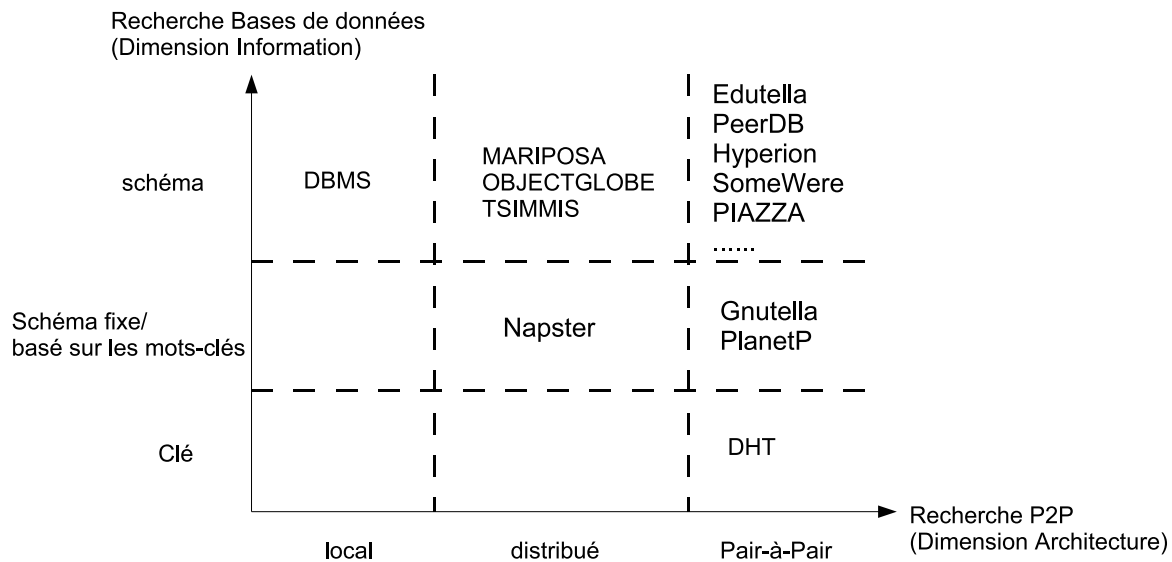 Recherche Bases de données
(Dimension Information)
schéma
DBMS
MARIPOSA
OBJECTGLOBE
TSIMMIS
Edutella
PeerDB
Hyperion
SomeWere
PIAZZA
......
Schéma fixe/
basé sur les mots-clés
Napster
Gnutella
PlanetP
Clé
DHT
local
distribué
Pair-à-Pair
Recherche P2P
(Dimension Architecture)